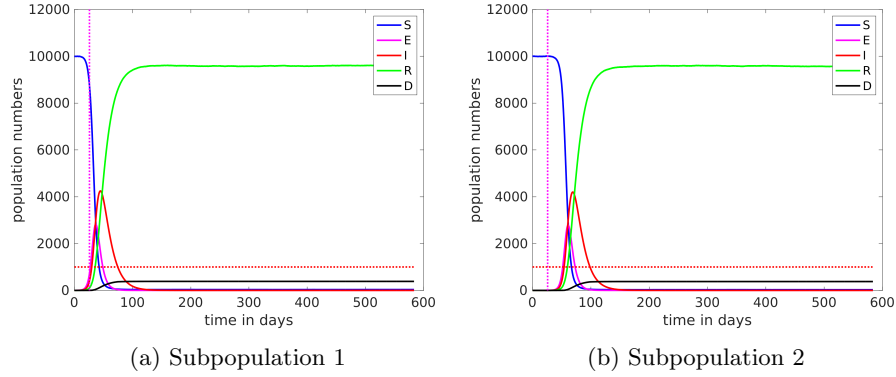 12000
10000
8000
6000
4000
2000
0
population numbers
0 100 200 300 400 500 600
time in days
S
E
I
R
D
(a) Subpopulation 1
12000
10000
8000
6000
4000
2000
0
population numbers
0 100 200 300 400 500 600
time in days
S
E
I
R
D
(b) Subpopulation 2